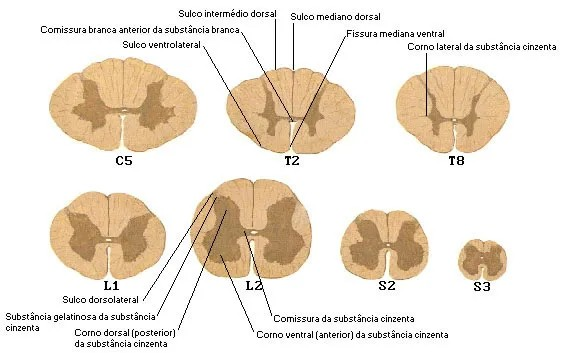 Sulco intermédio dorsal
Sulco mediano dorsal
Comissura branca anterior da substância branca
Fissura mediana ventral
Sulco ventrolateral
Corno lateral da substância cinzenta
C5
T2
T8
L1
L2
S2
S3
Sulco dorsolateral
Substância gelatinosa da substância
cinzenta
Comissura da substância cinzenta
Corno dorsal (posterior)
da substância cinzenta
Corno ventral (anterior) da substância cinzenta